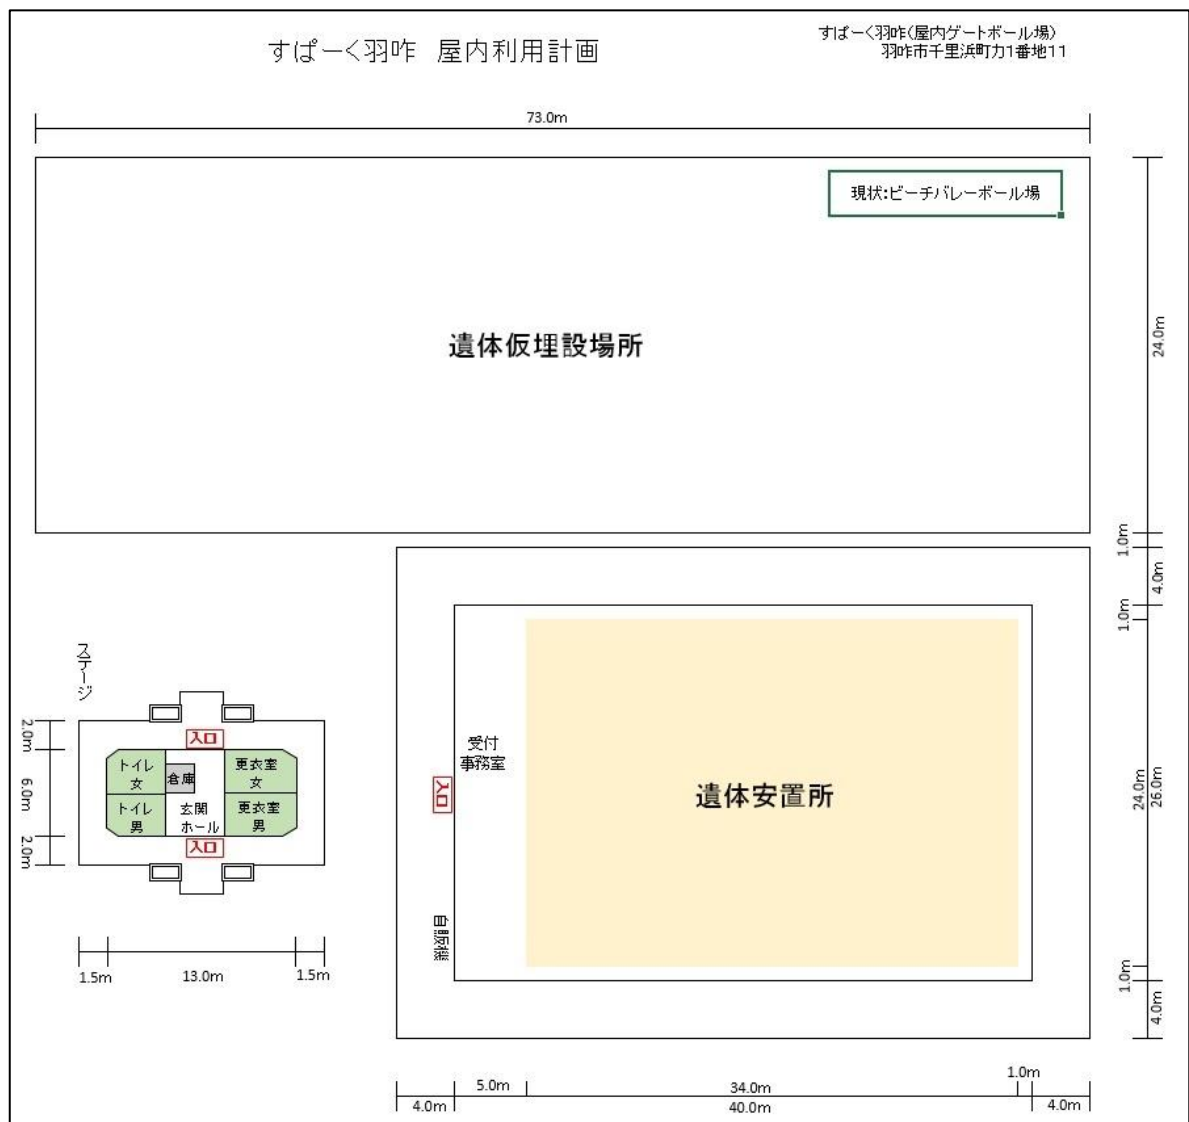 すぱーく羽咋 屋内利用計画
すぱーく羽咋(屋内ゲートボール場)
羽咋市千里浜町カ1番地11
73.0m
現状:ビーチバレーボール場
遺体仮埋設場所
24.0m
1.0m
4.0m
1.0m
ステージ
入口
トイレ
女
倉庫
更衣室
女
トイレ
男
玄関
ホール
更衣室
男
入口
2.0m
6.0m
2.0m
1.5m
13.0m
1.5m
受付
事務室
入口
自販機
遺体安置所
24.0m
26.0m
1.0m
4.0m
1.0m
5.0m
34.0m
4.0m
40.0m
4.0m